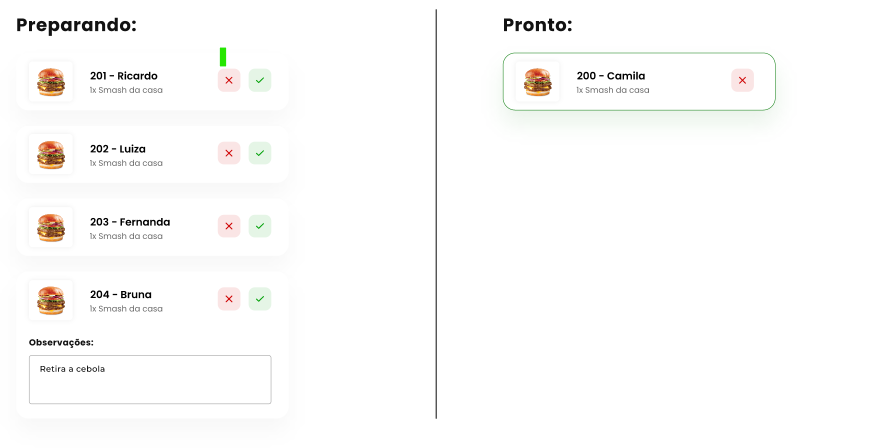 Preparando:
201 - Ricardo
1x Smash da casa
202 - Luiza
1x Smash da casa
203 - Fernanda
1x Smash da casa
204 - Bruna
1x Smash da casa
Observações:
Retira a cebola
Pronto:
200 - Camila
1x Smash da casa